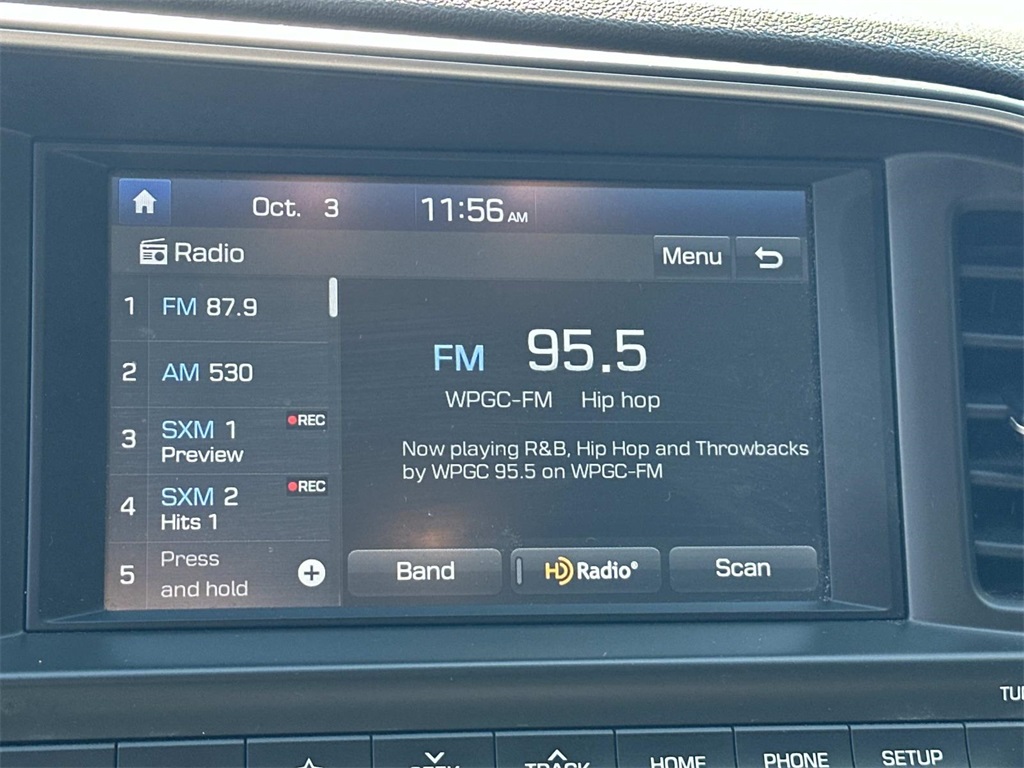 Oct. 3 11:56 AM
Radio
Menu
1 FM 87.9
2 AM 530
3 SXM 1 REC
Preview
4 SXM 2 REC
Hits 1
5 Press
and hold
FM 95.5
WPGC-FM Hip hop
Now playing R&B, Hip Hop and Throwbacks
by WPGC 95.5 on WPGC-FM
Band
HD Radio®
Scan
SEEK
TRACK
HOME
PHONE
SETUP